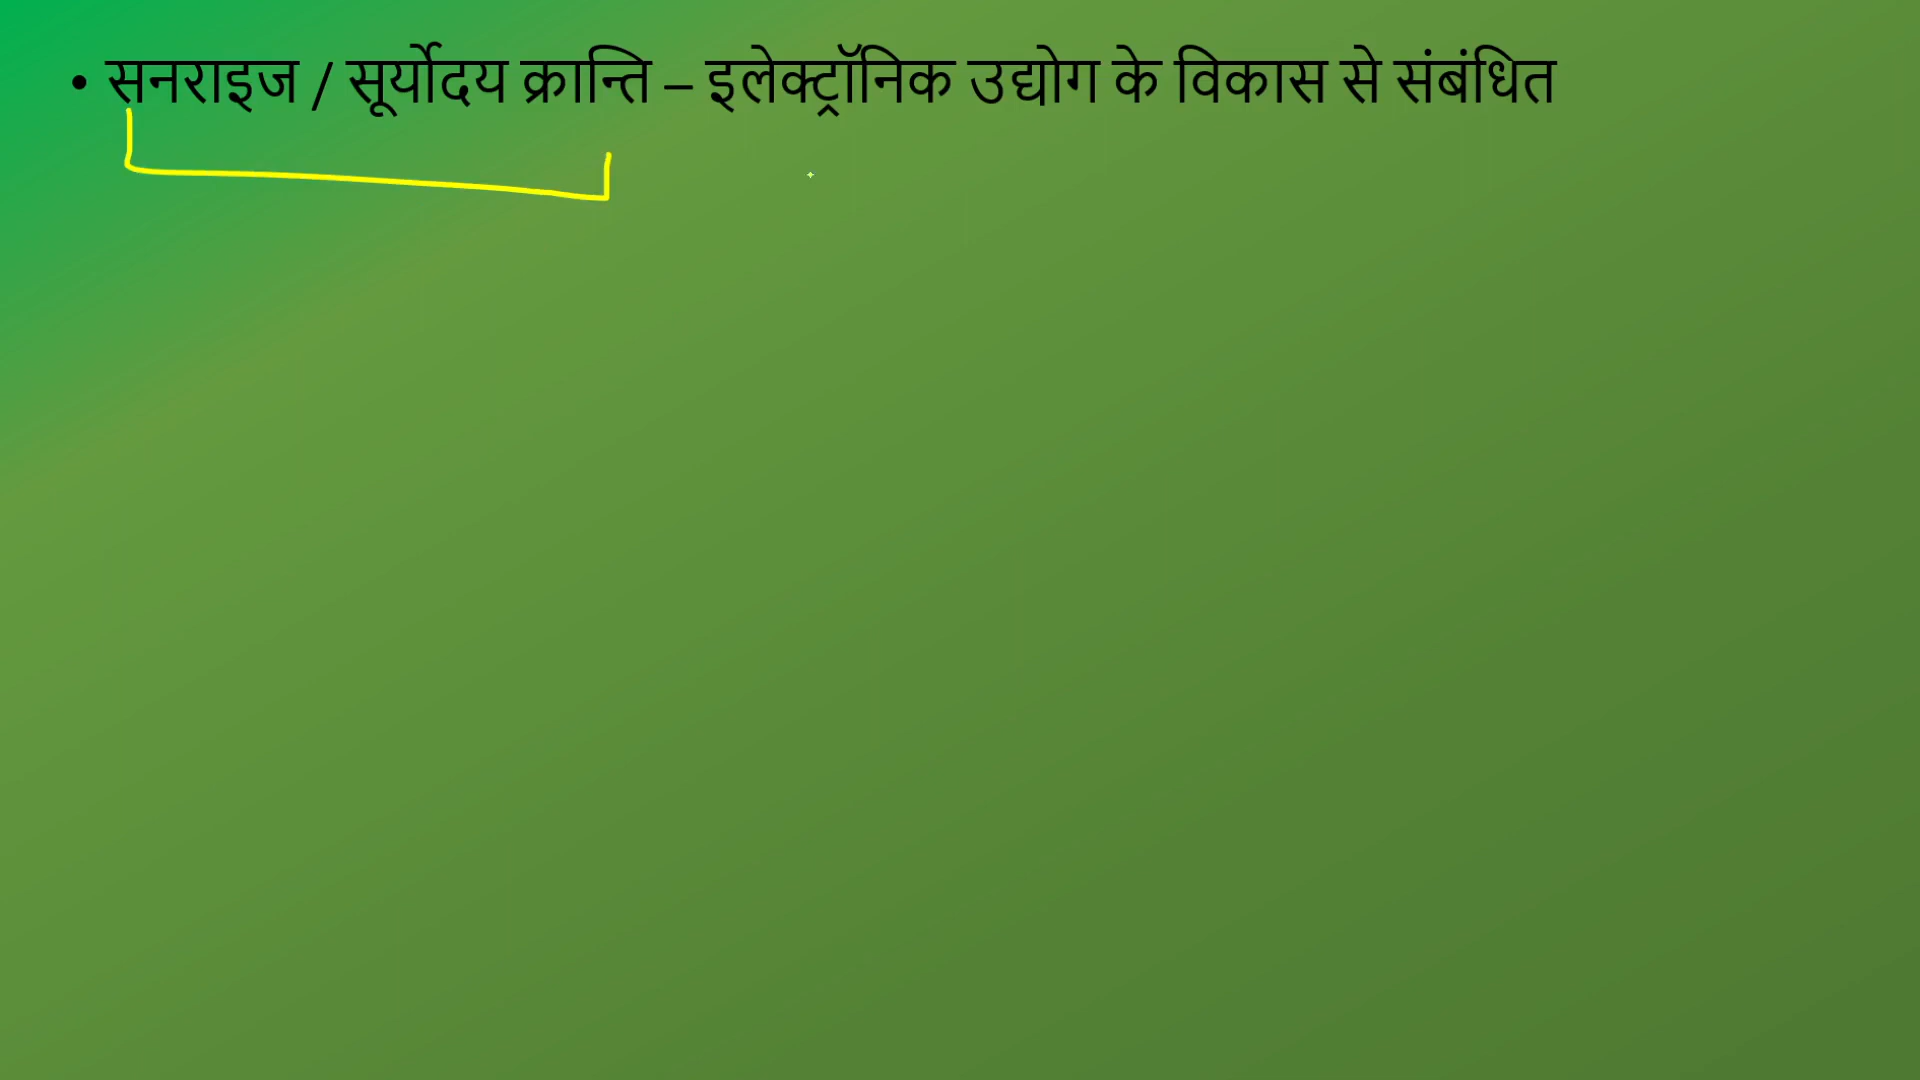 • सनराइज / सूर्योदय क्रान्ति – इलेक्ट्रॉनिक उद्योग के विकास से संबंधित